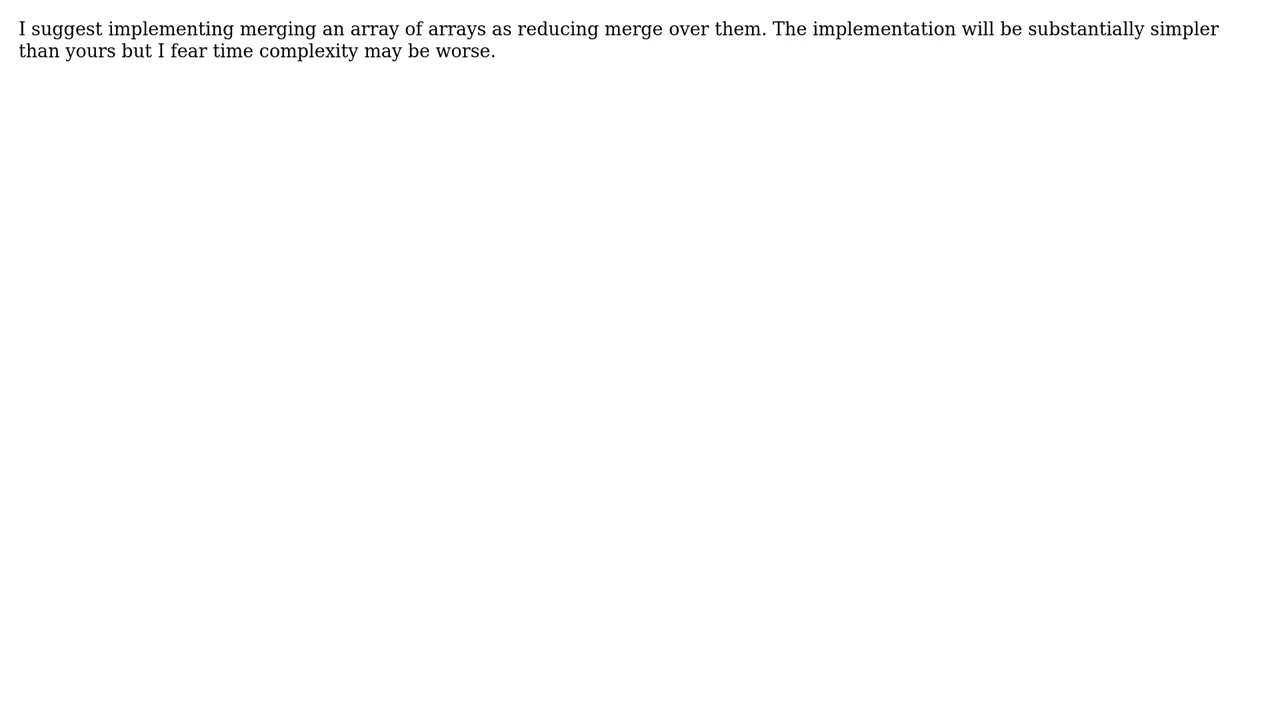 I suggest implementing merging an array of arrays as reducing merge over them. The implementation will be substantially simpler
than yours but I fear time complexity may be worse.